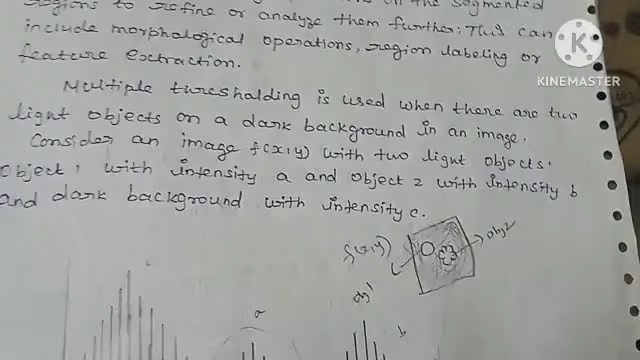 regions to refine or analyze them further: This can
include morphological operations, region labeling or
feature extraction.
Multiple thresholding is used when there are two
light objects on a dark background in an image.
Consider an image f(x,y) with two light objects.
object 1 with intensity a and object 2 with intensity b
and dark background with intensity c.
f(x,y)
obj2
obj1
c
a
b
KINEMASTER